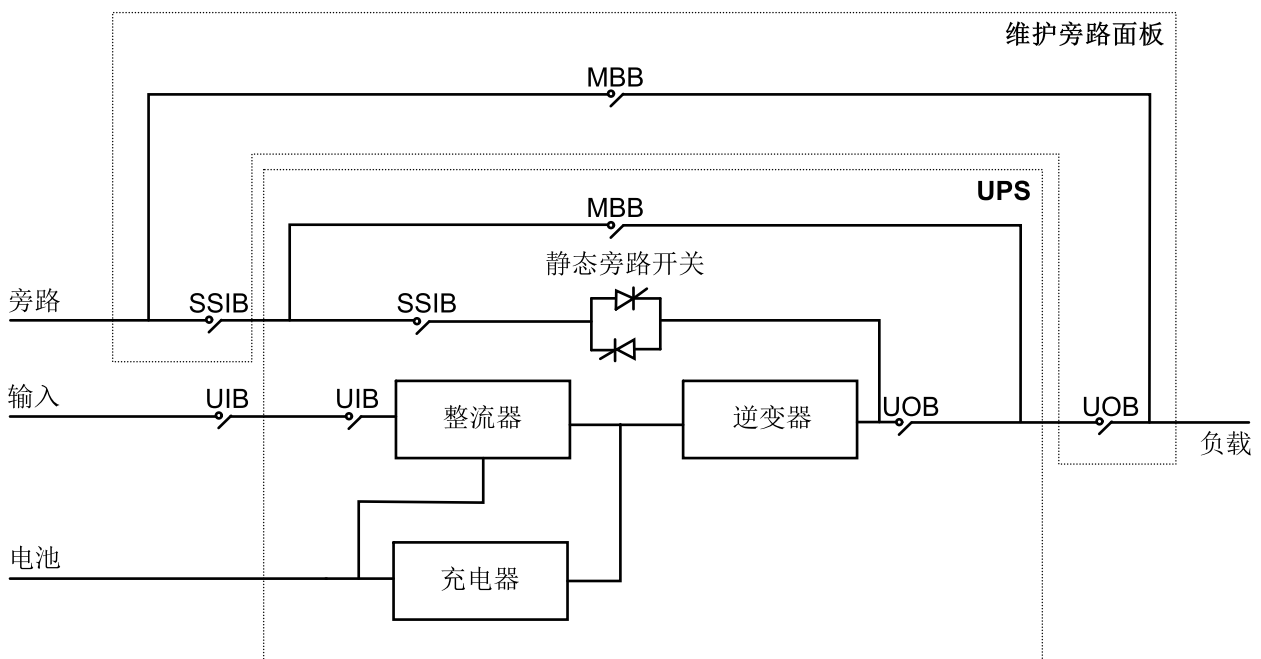 维护旁路面板
MBB
UPS
MBB
静态旁路开关
旁路
SSIB
SSIB
输入
UIB
UIB
整流器
逆变器
UOB
UOB
负载
电池
充电器